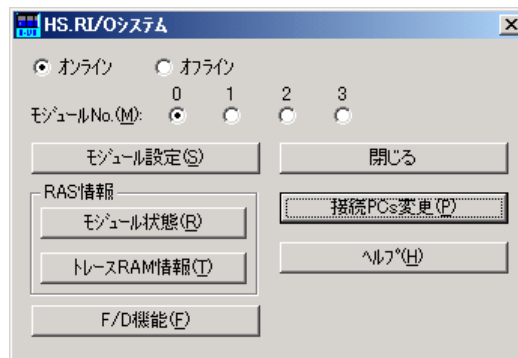 HS.RI/Oシステム
オンライン オフライン
0 1 2 3
モジュールNo.(M):
モジュール設定(S) 閉じる
RAS情報
接続PCs変更(P)
モジュール状態(R)
ヘルプ(H)
トレースRAM情報(T)
F/D機能(F)